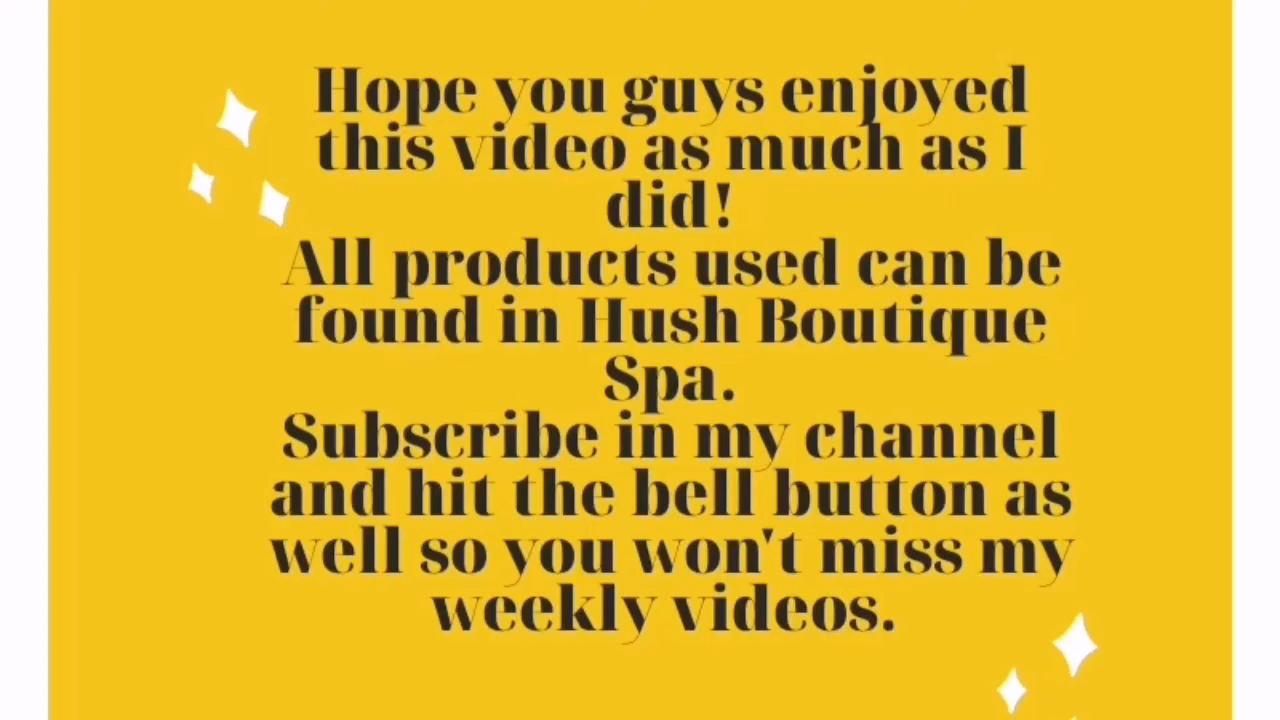 Hope you guys enjoyed
this video as much as I
did!
All products used can be
found in Hush Boutique
Spa.
Subscribe in my channel
and hit the bell button as
well so you won't miss my
weekly videos.